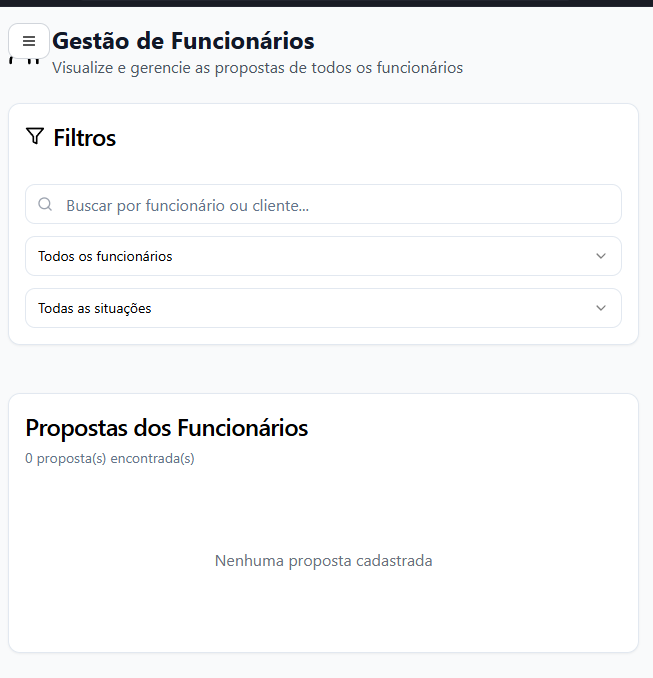 Gestão de Funcionários
Visualize e gerencie as propostas de todos os funcionários
Filtros
Buscar por funcionário ou cliente...
Todos os funcionários
Todas as situações
Propostas dos Funcionários
0 proposta(s) encontrada(s)
Nenhuma proposta cadastrada